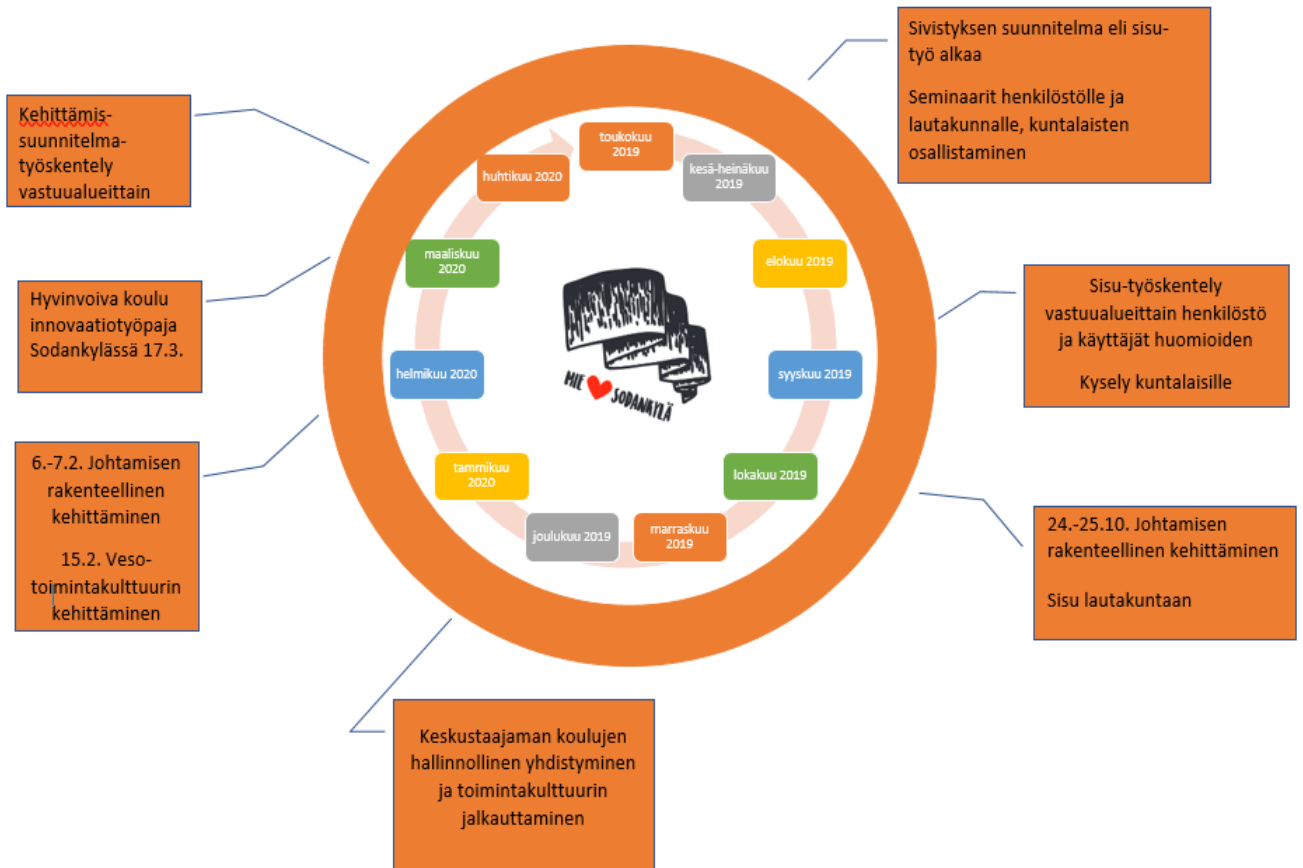 Sivistyksen suunnitelma eli sisu-
työ alkaa
Seminaarit henkilöstölle ja
lautakunnalle, kuntalaisten
osallistaminen
Kehittämis-
suunnitelma-
työskentely
vastuualueittain
toukokuu
2019
huhtikuu 2020
kesä-heinäkuu
2019
maaliskuu
2020
elokuu 2019
Hyvinvoiva koulu
innovaatiotyöpaja
Sodankylässä 17.3.
Sisu-työskentely
vastuualueittain henkilöstö
ja käyttäjät huomioiden
Kysely kuntalaisille
helmikuu 2020
MIE SODANKYLÄ
syyskuu 2019
6.-7.2. Johtamisen
rakenteellinen
kehittäminen
15.2. Veso-
toimintakulttuurin
kehittäminen
tammikuu
2020
lokakuu 2019
joulukuu 2019
marraskuu
2019
24.-25.10. Johtamisen
rakenteellinen kehittäminen
Sisu lautakuntaan
Keskustaajaman koulujen
hallinnollinen yhdistyminen
ja toimintakulttuurin
jalkauttaminen